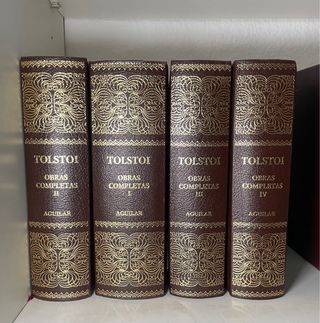 TOLSTOI
OBRAS
COMPLETAS
II
AGUILAR
TOLSTOI
OBRAS
COMPLETAS
I
AGUILAR
TOLSTOI
OBRAS
COMPLETAS
III
AGUILAR
TOLSTOI
OBRAS
COMPLETAS
IV
AGUILAR